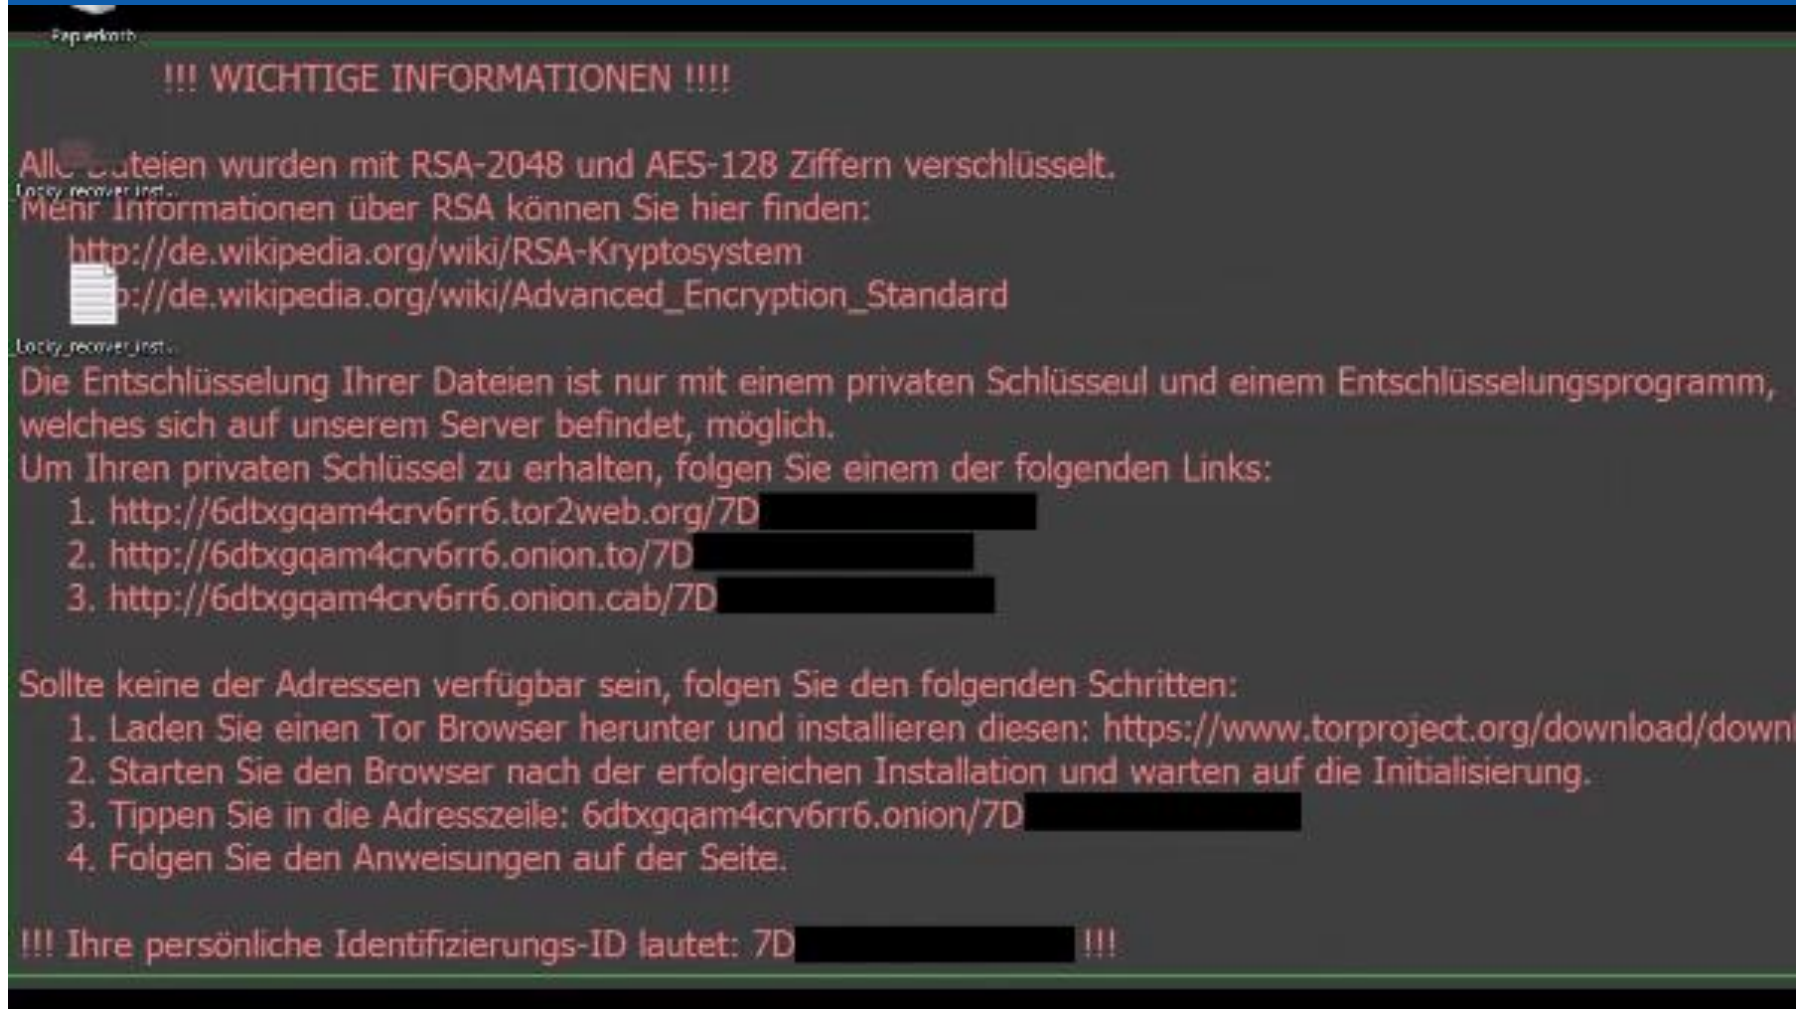 Papierkorb
!!! WICHTIGE INFORMATIONEN !!!!
Alle Dateien wurden mit RSA-2048 und AES-128 Ziffern verschlüsselt.
Locky_recover_inst...
Mehr Informationen über RSA können Sie hier finden:
http://de.wikipedia.org/wiki/RSA-Kryptosystem
p://de.wikipedia.org/wiki/Advanced_Encryption_Standard
Locky_recover_inst...
Die Entschlüsselung Ihrer Dateien ist nur mit einem privaten Schlüsseul und einem Entschlüsselungsprogramm,
welches sich auf unserem Server befindet, möglich.
Um Ihren privaten Schlüssel zu erhalten, folgen Sie einem der folgenden Links:
1. http://6dtxgqam4crv6rr6.tor2web.org/7D
2. http://6dtxgqam4crv6rr6.onion.to/7D
3. http://6dtxgqam4crv6rr6.onion.cab/7D
Sollte keine der Adressen verfügbar sein, folgen Sie den folgenden Schritten:
1. Laden Sie einen Tor Browser herunter und installieren diesen: https://www.torproject.org/download/downl
2. Starten Sie den Browser nach der erfolgreichen Installation und warten auf die Initialisierung.
3. Tippen Sie in die Adresszeile: 6dtxgqam4crv6rr6.onion/7D
4. Folgen Sie den Anweisungen auf der Seite.
!!! Ihre persönliche Identifizierungs-ID lautet: 7D !!!